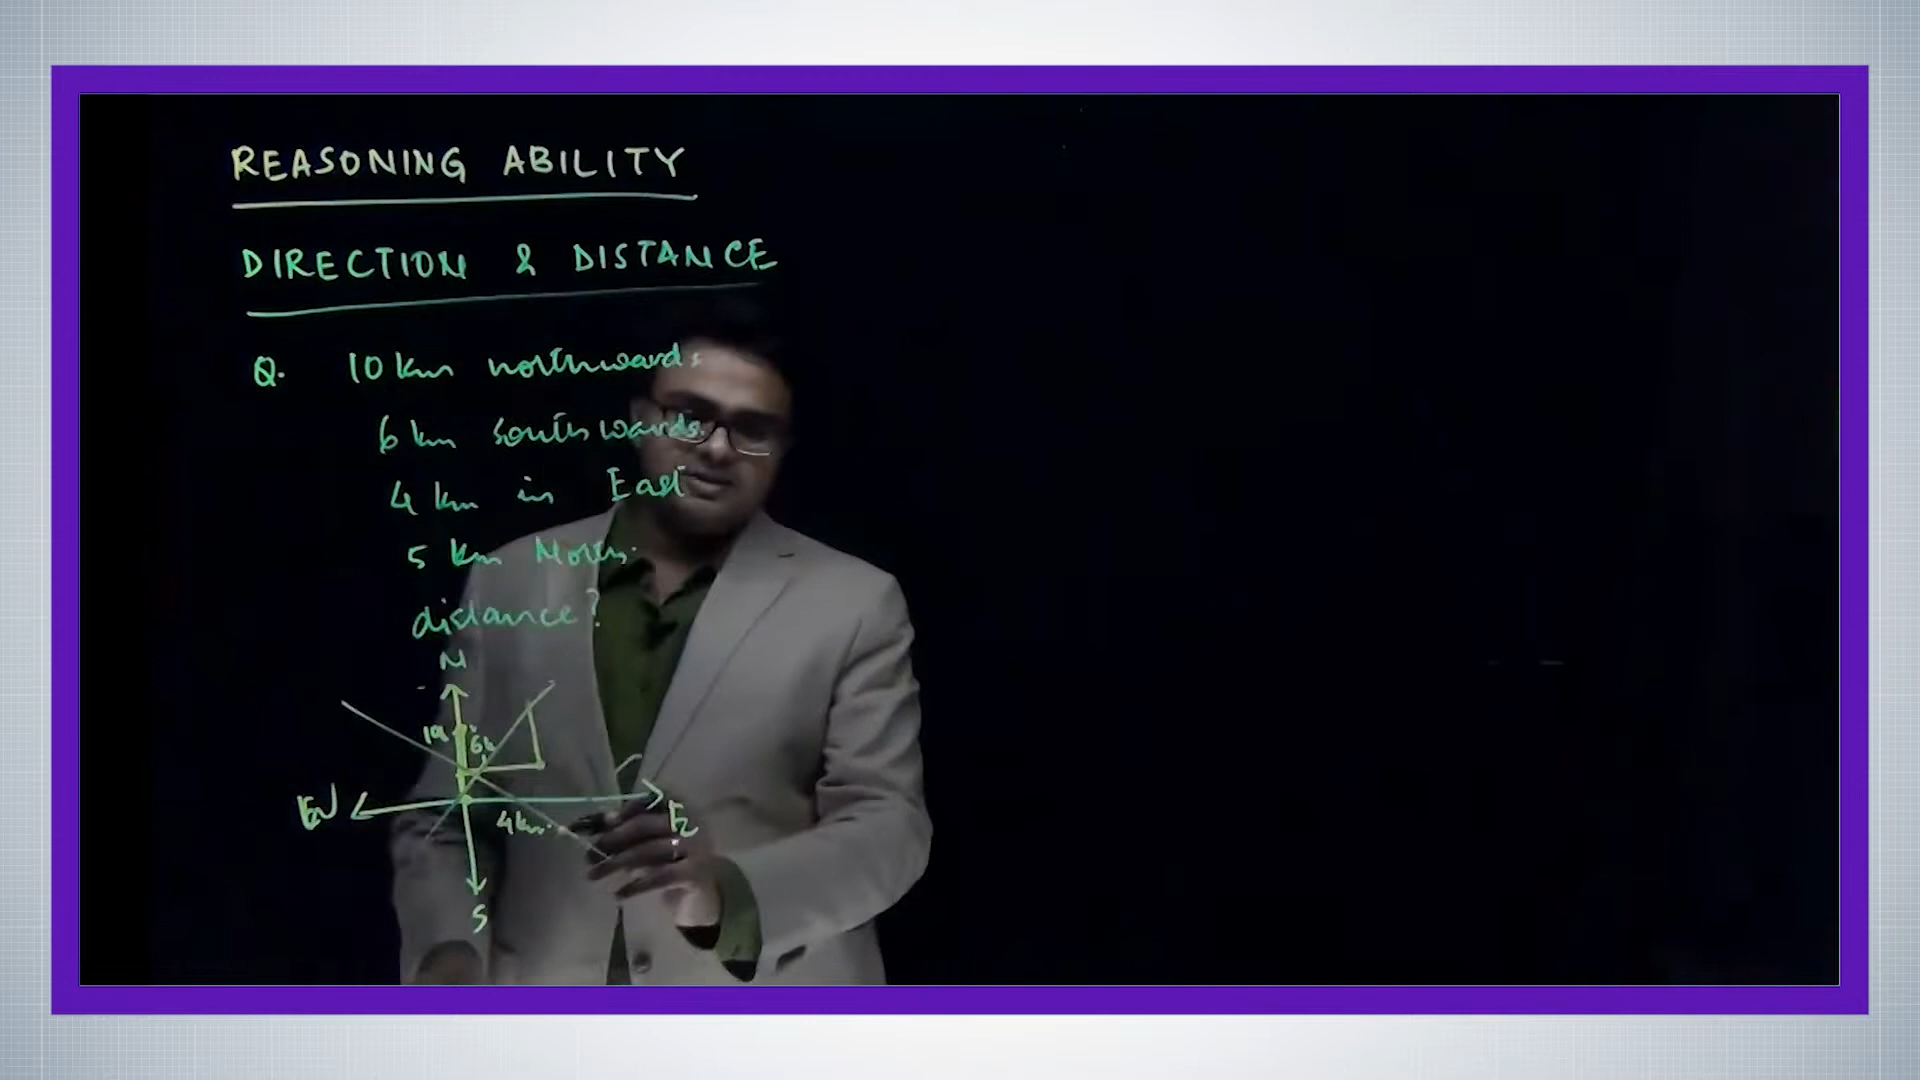 REASONING ABILITY
DIRECTION & DISTANCE
Q. 10 km northwards
6 km southwards.
4 km in East
5 km North.
distance?
N
6k
W
E
4km.
S